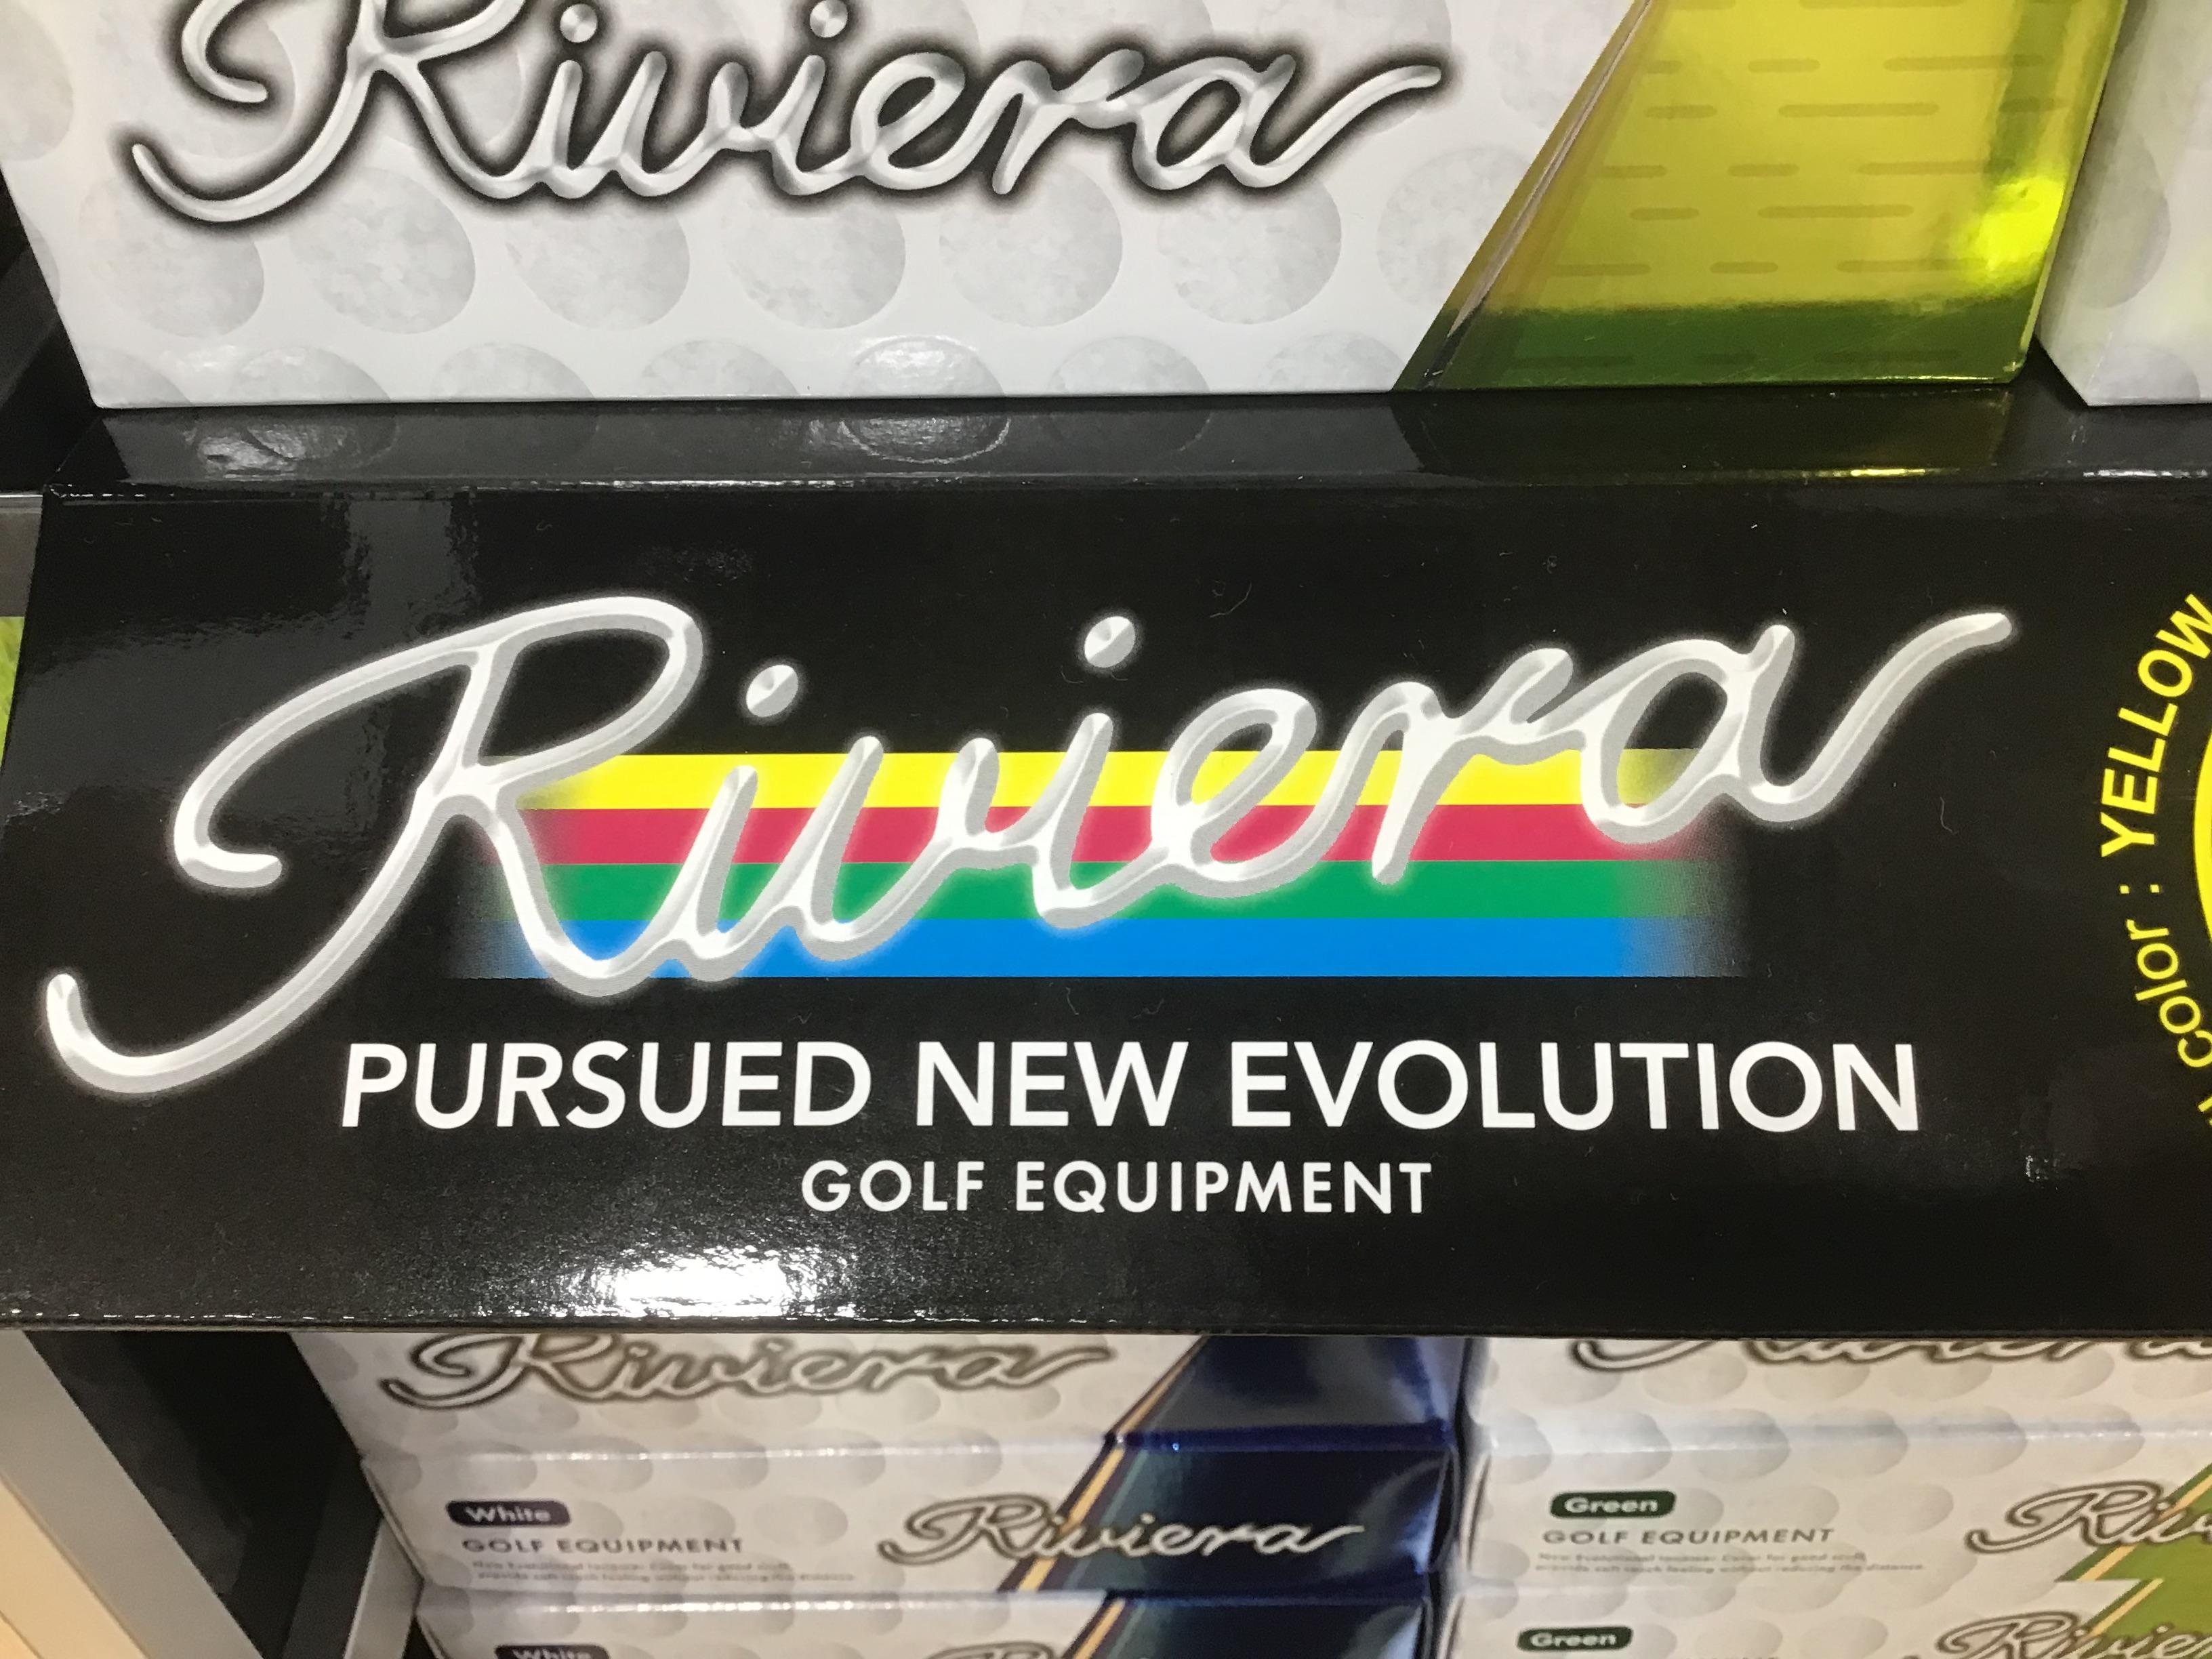 Riviera
Riviera
PURSUED NEW EVOLUTION
GOLF EQUIPMENT
Color : YELLOW
Riviera
Riviera
White
GOLF EQUIPMENT
Riviera
Green
GOLF EQUIPMENT
White
Green